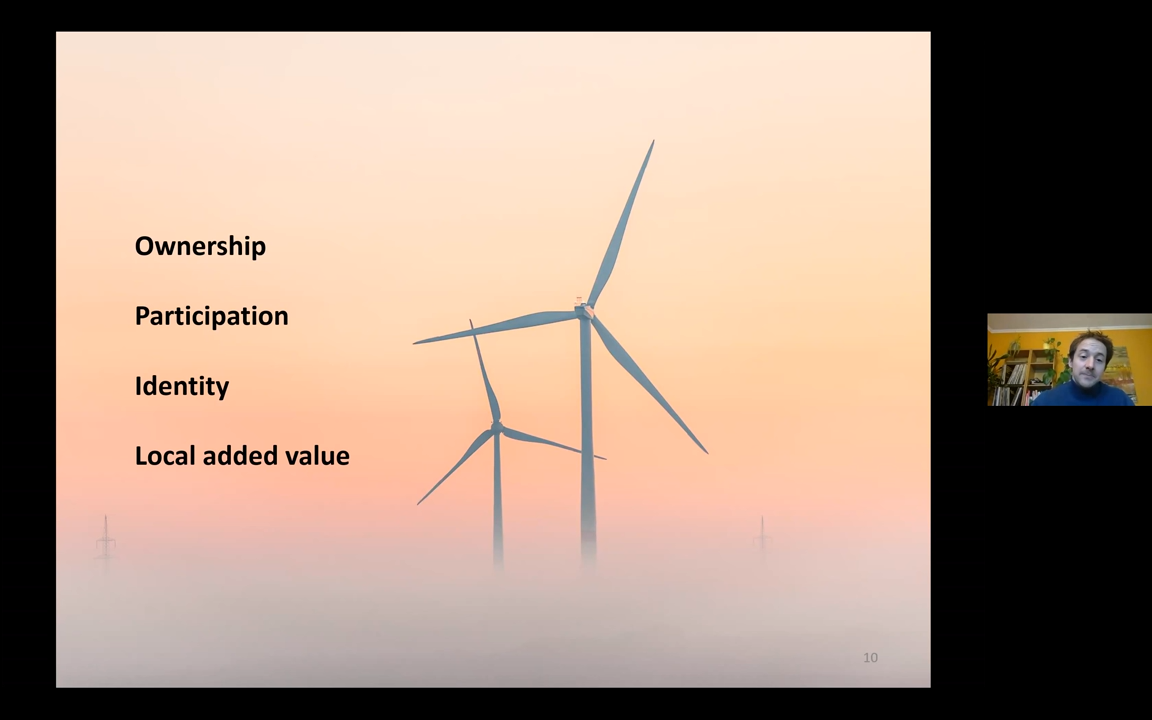 Ownership
Participation
Identity
Local added value
10